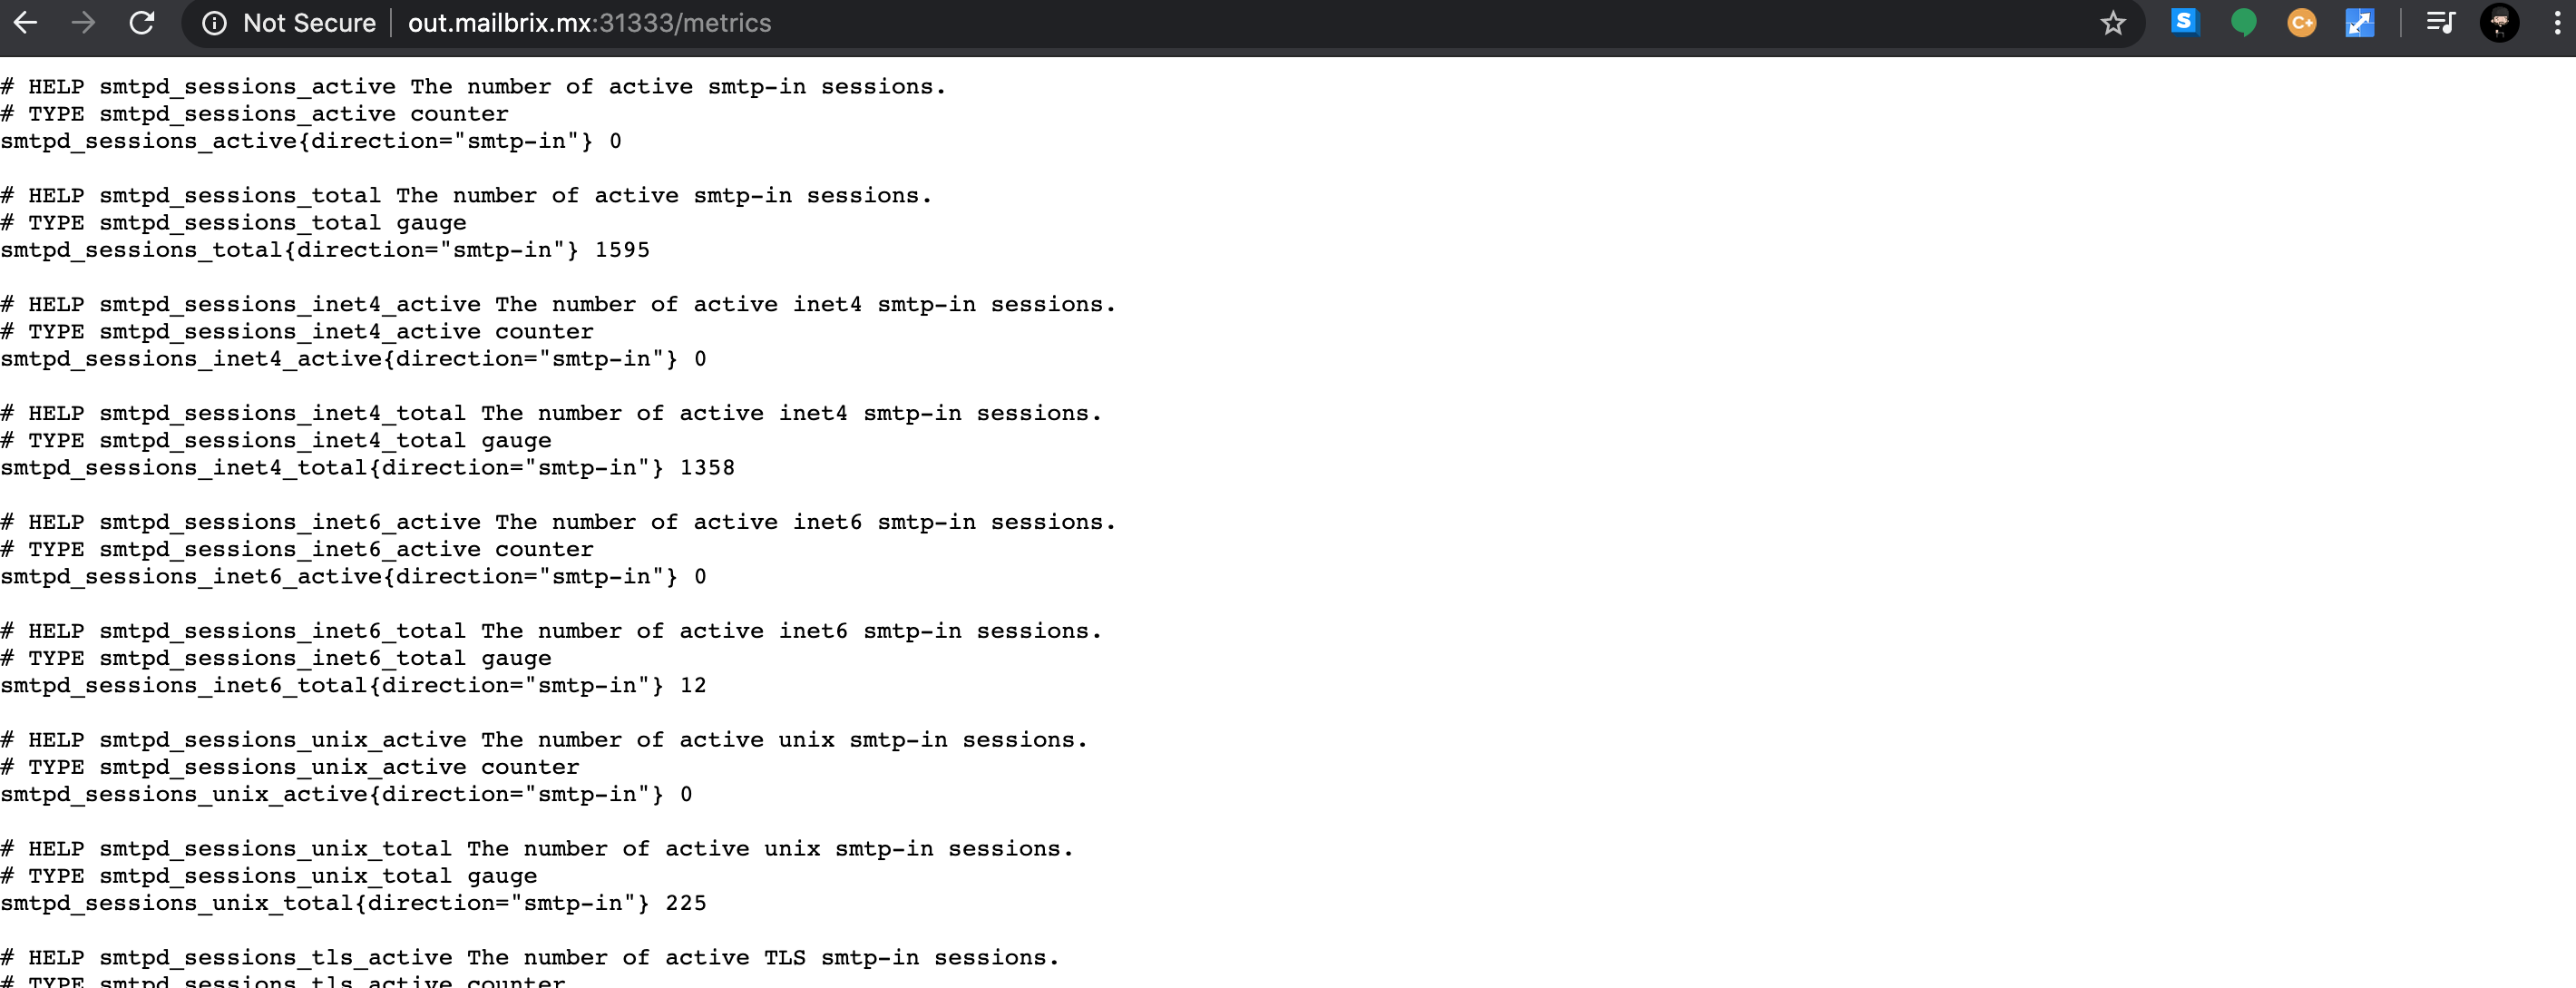 Not Secure out.mailbrix.mx:31333/metrics
S C+
# HELP smtpd_sessions_active The number of active smtp-in sessions.
# TYPE smtpd_sessions_active counter
smtpd_sessions_active{direction="smtp-in"} 0
# HELP smtpd_sessions_total The number of active smtp-in sessions.
# TYPE smtpd_sessions_total gauge
smtpd_sessions_total{direction="smtp-in"} 1595
# HELP smtpd_sessions_inet4_active The number of active inet4 smtp-in sessions.
# TYPE smtpd_sessions_inet4_active counter
smtpd_sessions_inet4_active{direction="smtp-in"} 0
# HELP smtpd_sessions_inet4_total The number of active inet4 smtp-in sessions.
# TYPE smtpd_sessions_inet4_total gauge
smtpd_sessions_inet4_total{direction="smtp-in"} 1358
# HELP smtpd_sessions_inet6_active The number of active inet6 smtp-in sessions.
# TYPE smtpd_sessions_inet6_active counter
smtpd_sessions_inet6_active{direction="smtp-in"} 0
# HELP smtpd_sessions_inet6_total The number of active inet6 smtp-in sessions.
# TYPE smtpd_sessions_inet6_total gauge
smtpd_sessions_inet6_total{direction="smtp-in"} 12
# HELP smtpd_sessions_unix_active The number of active unix smtp-in sessions.
# TYPE smtpd_sessions_unix_active counter
smtpd_sessions_unix_active{direction="smtp-in"} 0
# HELP smtpd_sessions_unix_total The number of active unix smtp-in sessions.
# TYPE smtpd_sessions_unix_total gauge
smtpd_sessions_unix_total{direction="smtp-in"} 225
# HELP smtpd_sessions_tls_active The number of active TLS smtp-in sessions.
# TYPE smtpd_sessions_tls_active counter